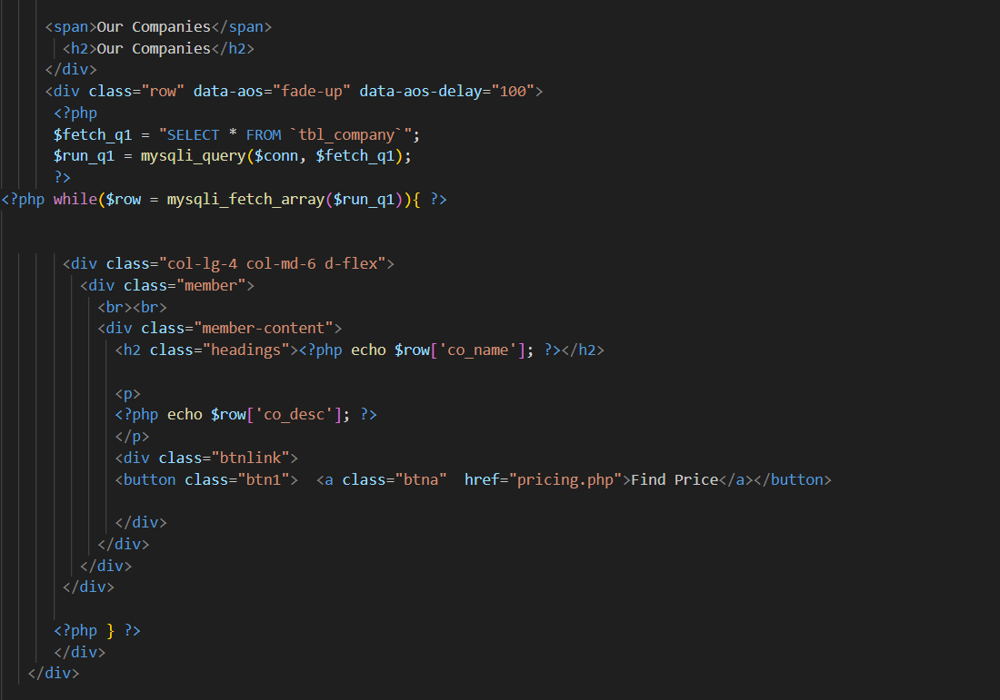 <span>Our Companies</span>
<h2>Our Companies</h2>
</div>
<div class="row" data-aos="fade-up" data-aos-delay="100">
<?php
$fetch_q1 = "SELECT * FROM `tbl_company`";
$run_q1 = mysqli_query($conn, $fetch_q1);
?>
<?php while($row = mysqli_fetch_array($run_q1)){ ?>
<div class="col-lg-4 col-md-6 d-flex">
<div class="member">
<br><br>
<div class="member-content">
<h2 class="headings"><?php echo $row['co_name']; ?></h2>
<p>
<?php echo $row['co_desc']; ?>
</p>
<div class="btnlink">
<button class="btn1">  <a class="btna"  href="pricing.php">Find Price</a></button>
</div>
</div>
</div>
</div>
<?php } ?>
</div>
</div>